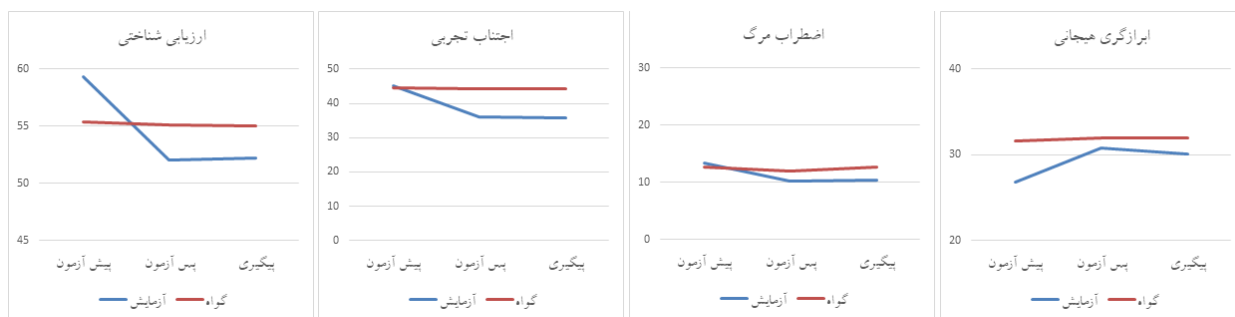 ارزیابی شناختی
60
55
50
45
پیش آزمون پس آزمون پیگیری
آزمایش گواه
اجتناب تجربی
50
40
30
20
10
0
پیش آزمون پس آزمون پیگیری
آزمایش گواه
اضطراب مرگ
30
20
10
0
پیش آزمون پس آزمون پیگیری
آزمایش گواه
ابرازگری هیجانی
40
30
20
پیش آزمون پس آزمون پیگیری
آزمایش گواه